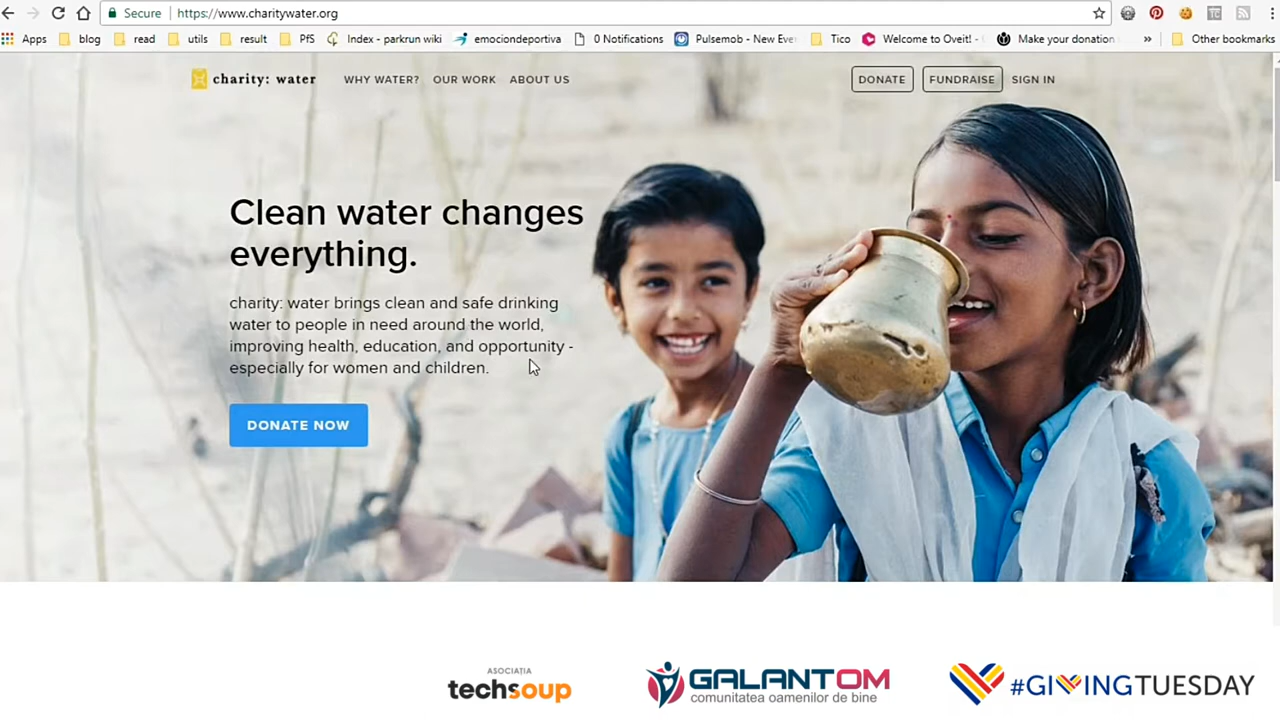 Secure
https://www.charitywater.org
Apps
blog
read
utils
result
PfS
Index - parkrun wiki
emociondeportiva
0 Notifications
Pulsemob - New Eve
Tico
Welcome to Oveit! -
Make your donation
»
Other bookmarks
charity: water
WHY WATER?
OUR WORK
ABOUT US
DONATE
FUNDRAISE
SIGN IN
Clean water changes
everything.
charity: water brings clean and safe drinking
water to people in need around the world,
improving health, education, and opportunity -
especially for women and children.
DONATE NOW
ASOCIAȚIA
techsoup
GALANTOM
comunitatea oamenilor de bine
#GIVINGTUESDAY